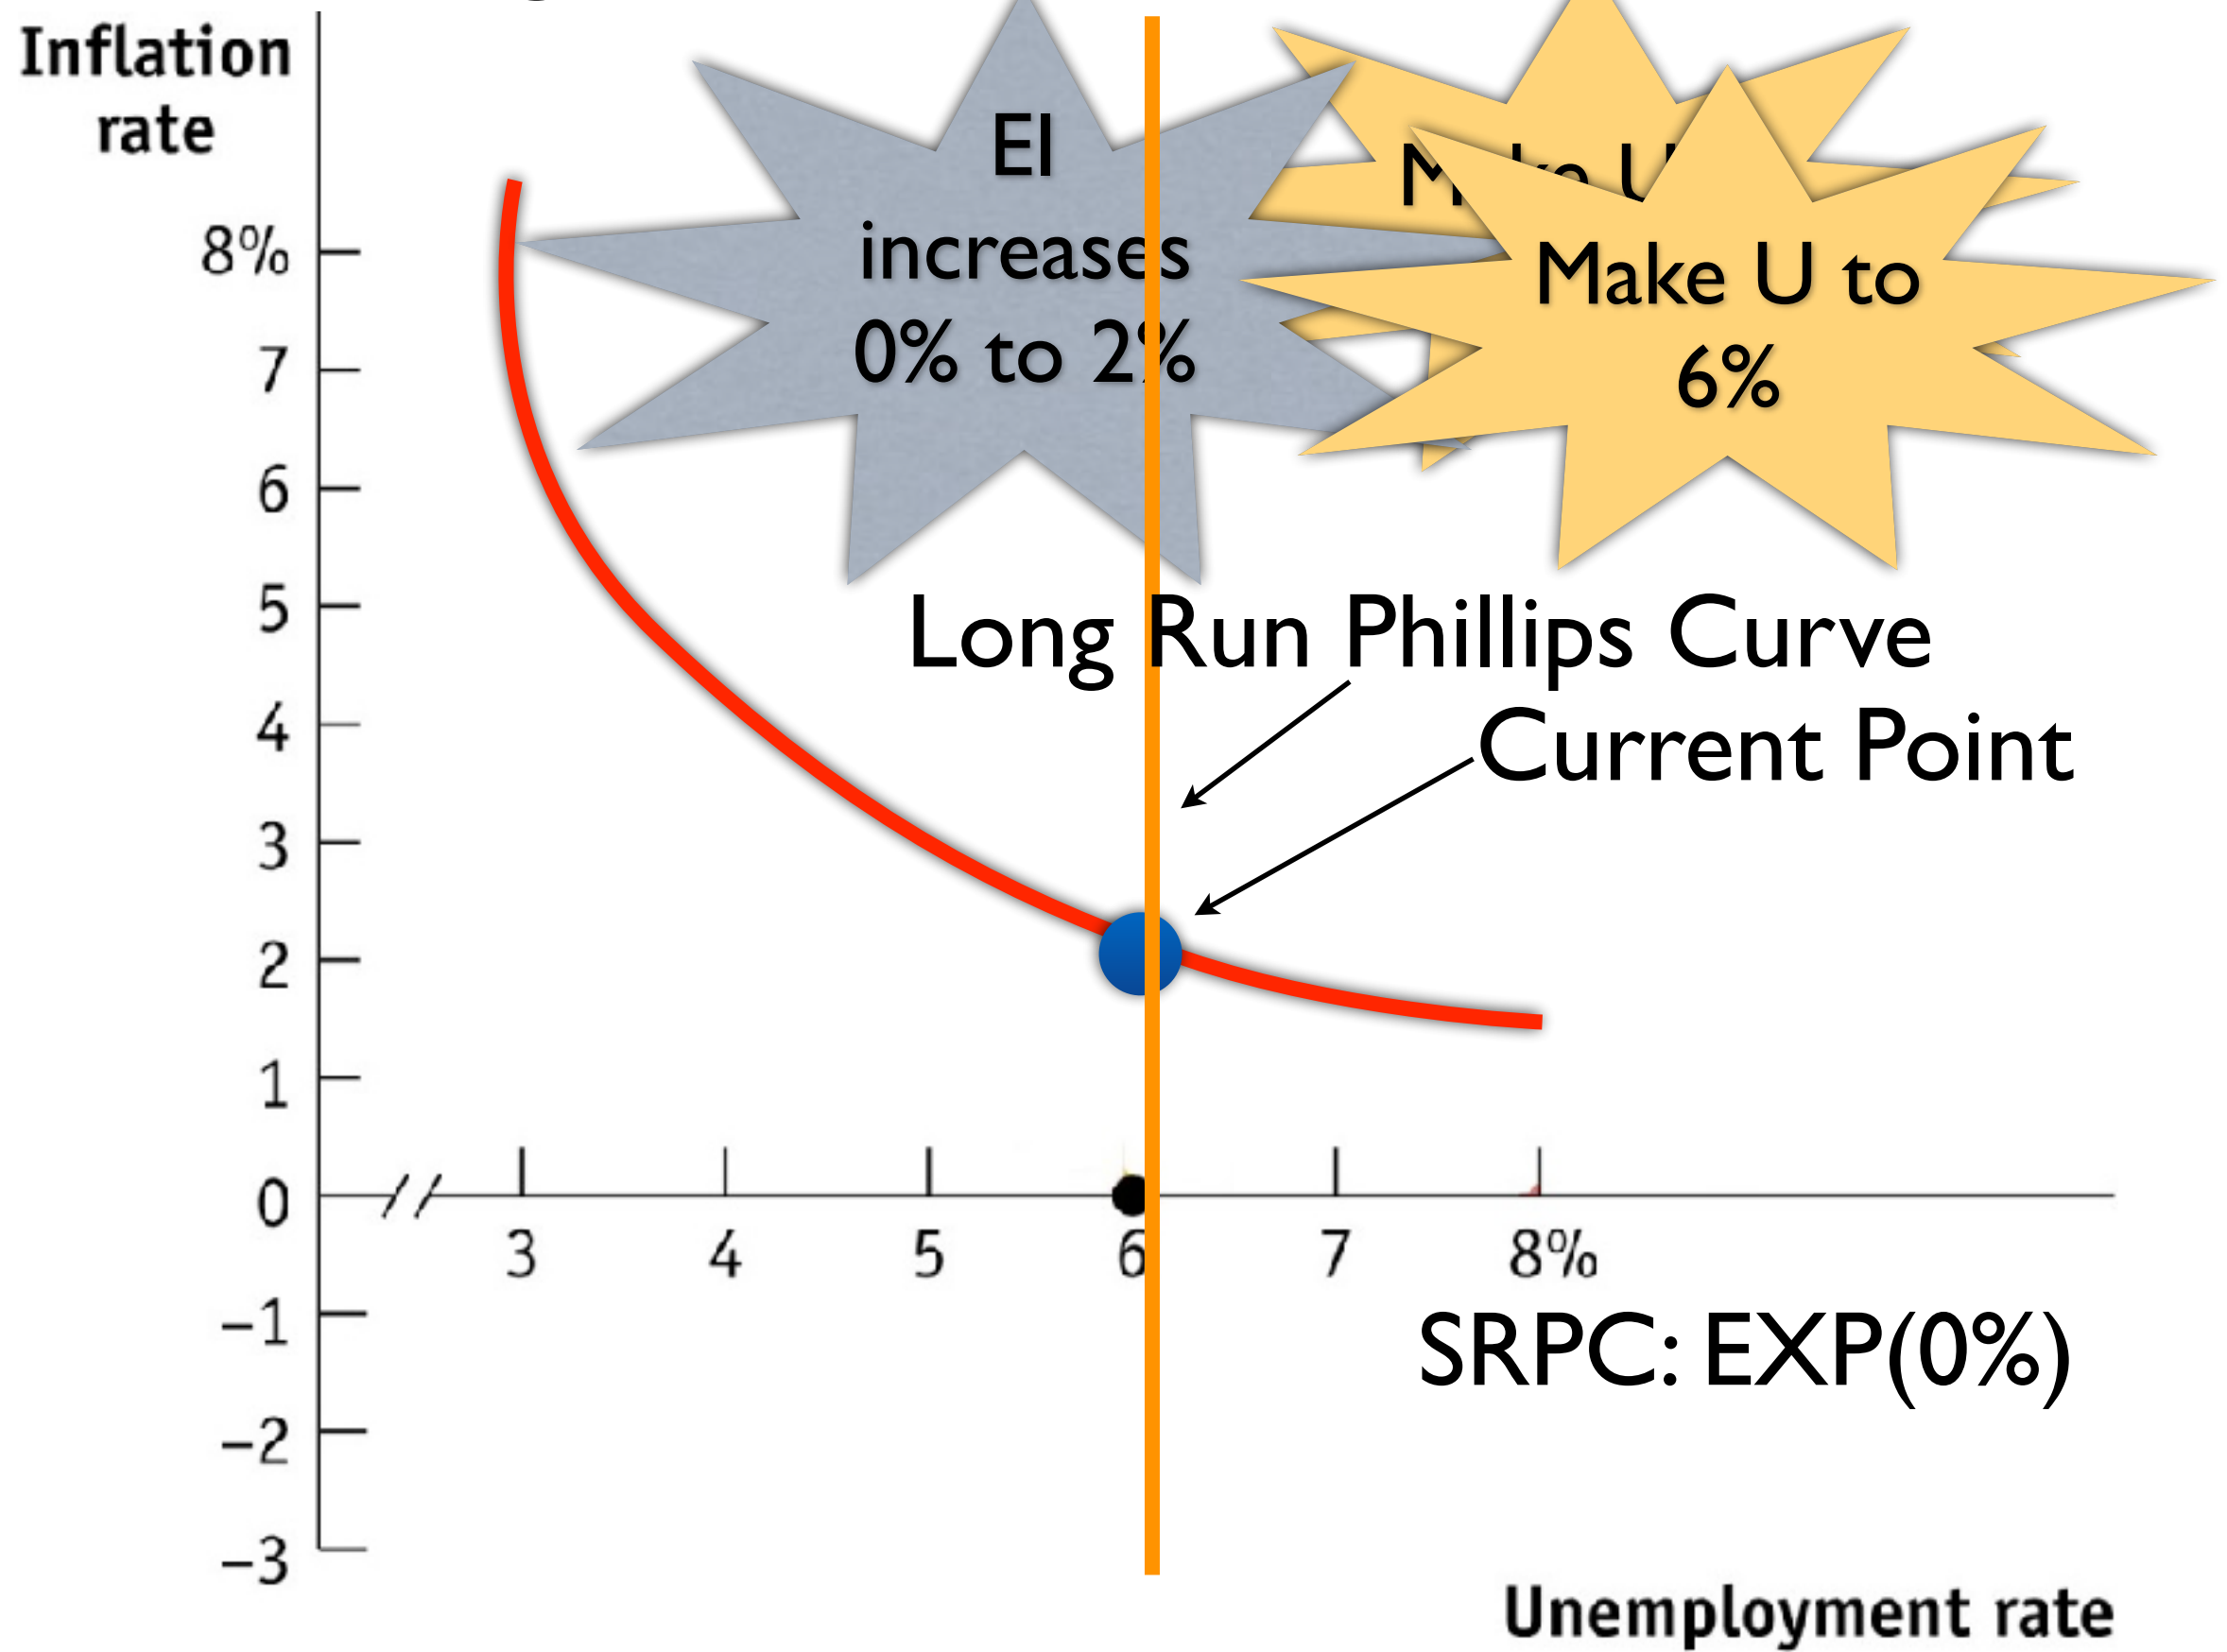 Inflation
rate
EI
increases
0% to 2%
Make U
Make U to
6%
Long Run Phillips Curve
Current Point
8%
7
6
5
4
3
2
1
0
3
4
5
6
7
8%
SRPC: EXP(0%)
−1
−2
−3
Unemployment rate